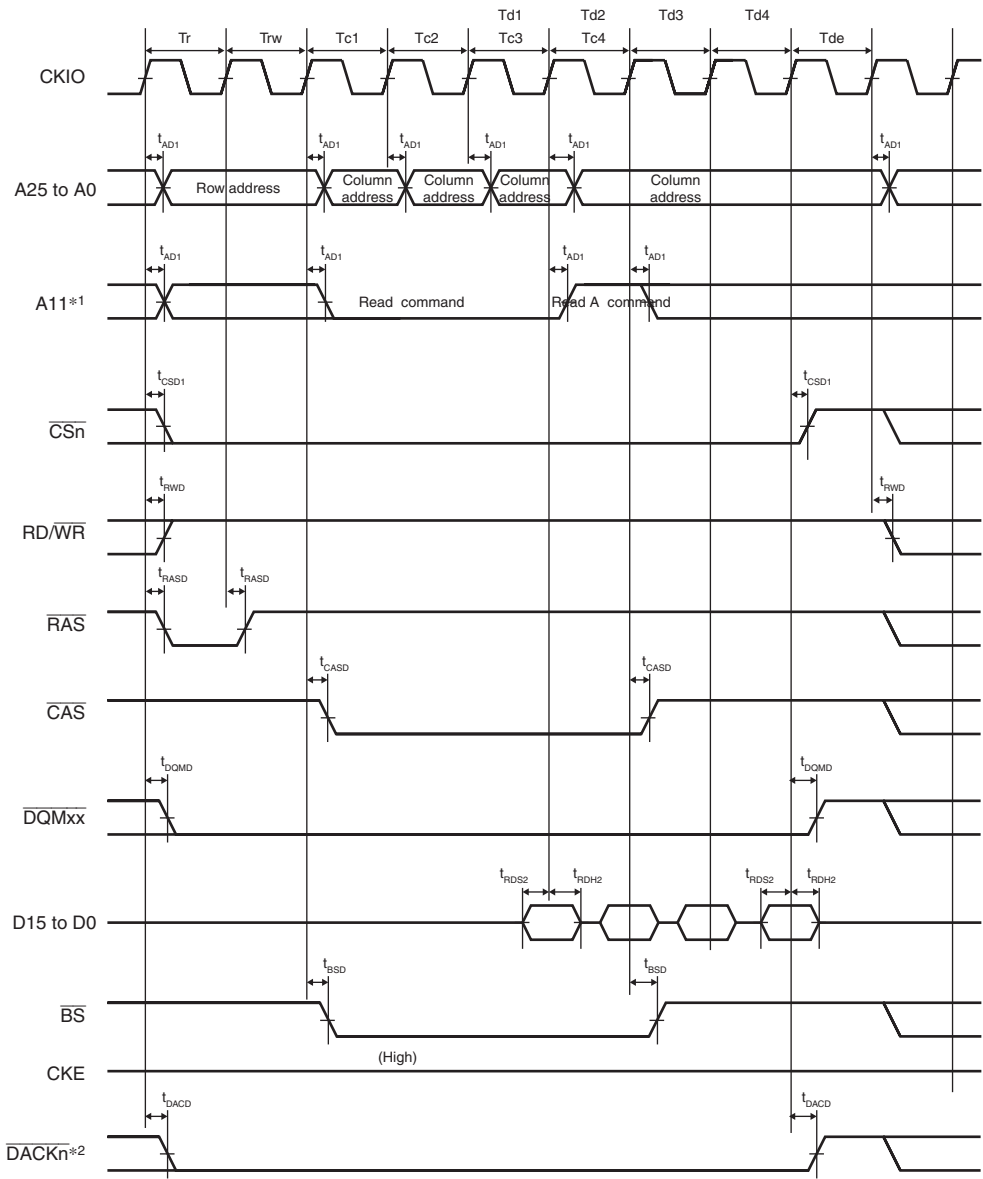 Td1 Td2 Td3 Td4
Tr Trw Tc1 Tc2 Tc3 Tc4 Tde
CKIO
tAD1 tAD1 tAD1 tAD1 tAD1 tAD1
A25 to A0 Row address Column address Column address Column address Column address
tAD1 tAD1 tAD1 tAD1
A11*1 Read command Read A command
tCSD1 tCSD1
CSn
tRWD tRWD
RD/WR
tRASD tRASD
RAS
tCASD tCASD
CAS
tDQMD tDQMD
DQMxx
tRDS2 tRDH2 tRDS2 tRDH2
D15 to D0
tBSD tBSD
BS
(High)
CKE
tDACD tDACD
DACKn*2